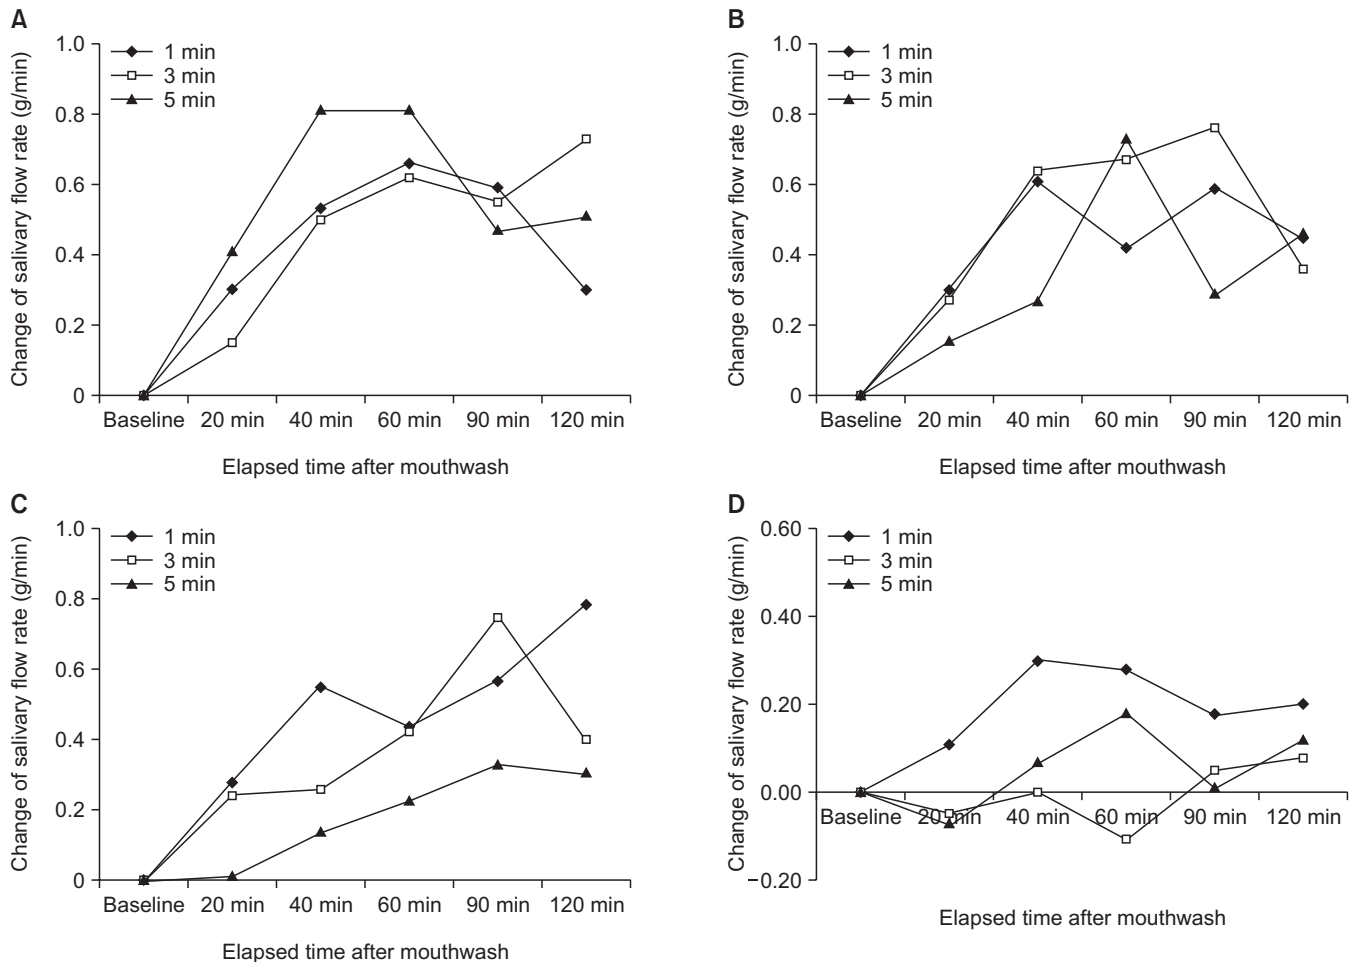 A
Change of salivary flow rate (g/min)
1.0
0.8
0.6
0.4
0.2
0
1 min
3 min
5 min
Baseline 20 min 40 min 60 min 90 min 120 min
Elapsed time after mouthwash
B
Change of salivary flow rate (g/min)
1.0
0.8
0.6
0.4
0.2
0
1 min
3 min
5 min
Baseline 20 min 40 min 60 min 90 min 120 min
Elapsed time after mouthwash
C
Change of salivary flow rate (g/min)
1.0
0.8
0.6
0.4
0.2
0
1 min
3 min
5 min
Baseline 20 min 40 min 60 min 90 min 120 min
Elapsed time after mouthwash
D
Change of salivary flow rate (g/min)
0.60
0.40
0.20
0.00
−0.20
1 min
3 min
5 min
Baseline 20 min 40 min 60 min 90 min 120 min
Elapsed time after mouthwash